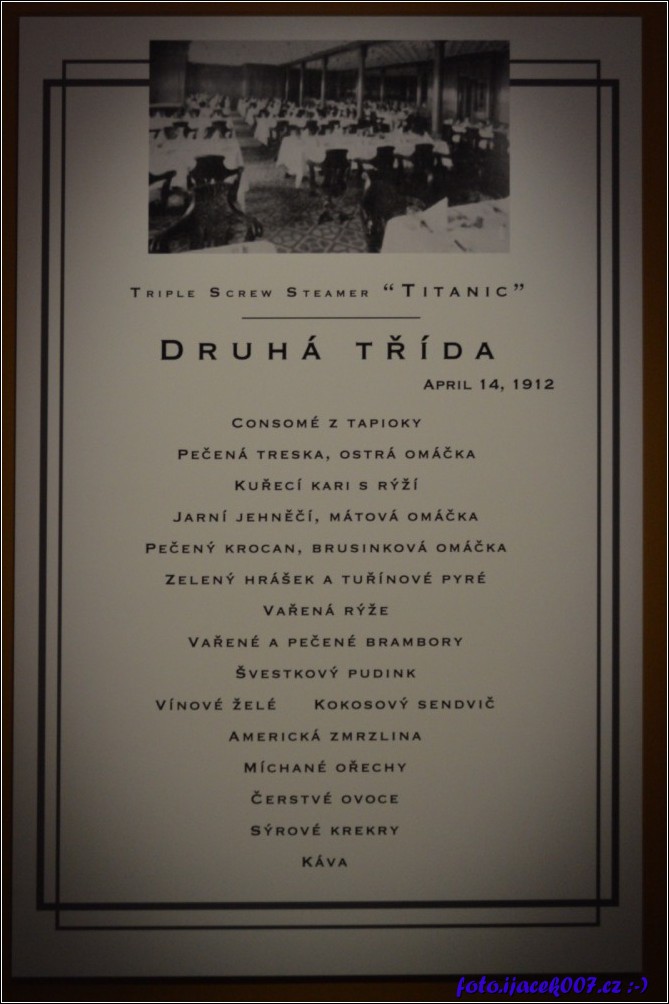 Triple Screw Steamer "Titanic"
Druhá třída
April 14, 1912
Consomé z tapioky
Pečená treska, ostrá omáčka
Kuřecí kari s rýží
Jarní jehněčí, mátová omáčka
Pečený krocan, brusinková omáčka
Zelený hrášek a tuřínové pyré
Vařená rýže
Vařené a pečené brambory
Švestkový pudink
Vínové želé Kokosový sendvič
Americká zmrzlina
Míchané ořechy
Čerstvé ovoce
Sýrové krekry
Káva
foto.ijacek007.cz :-)